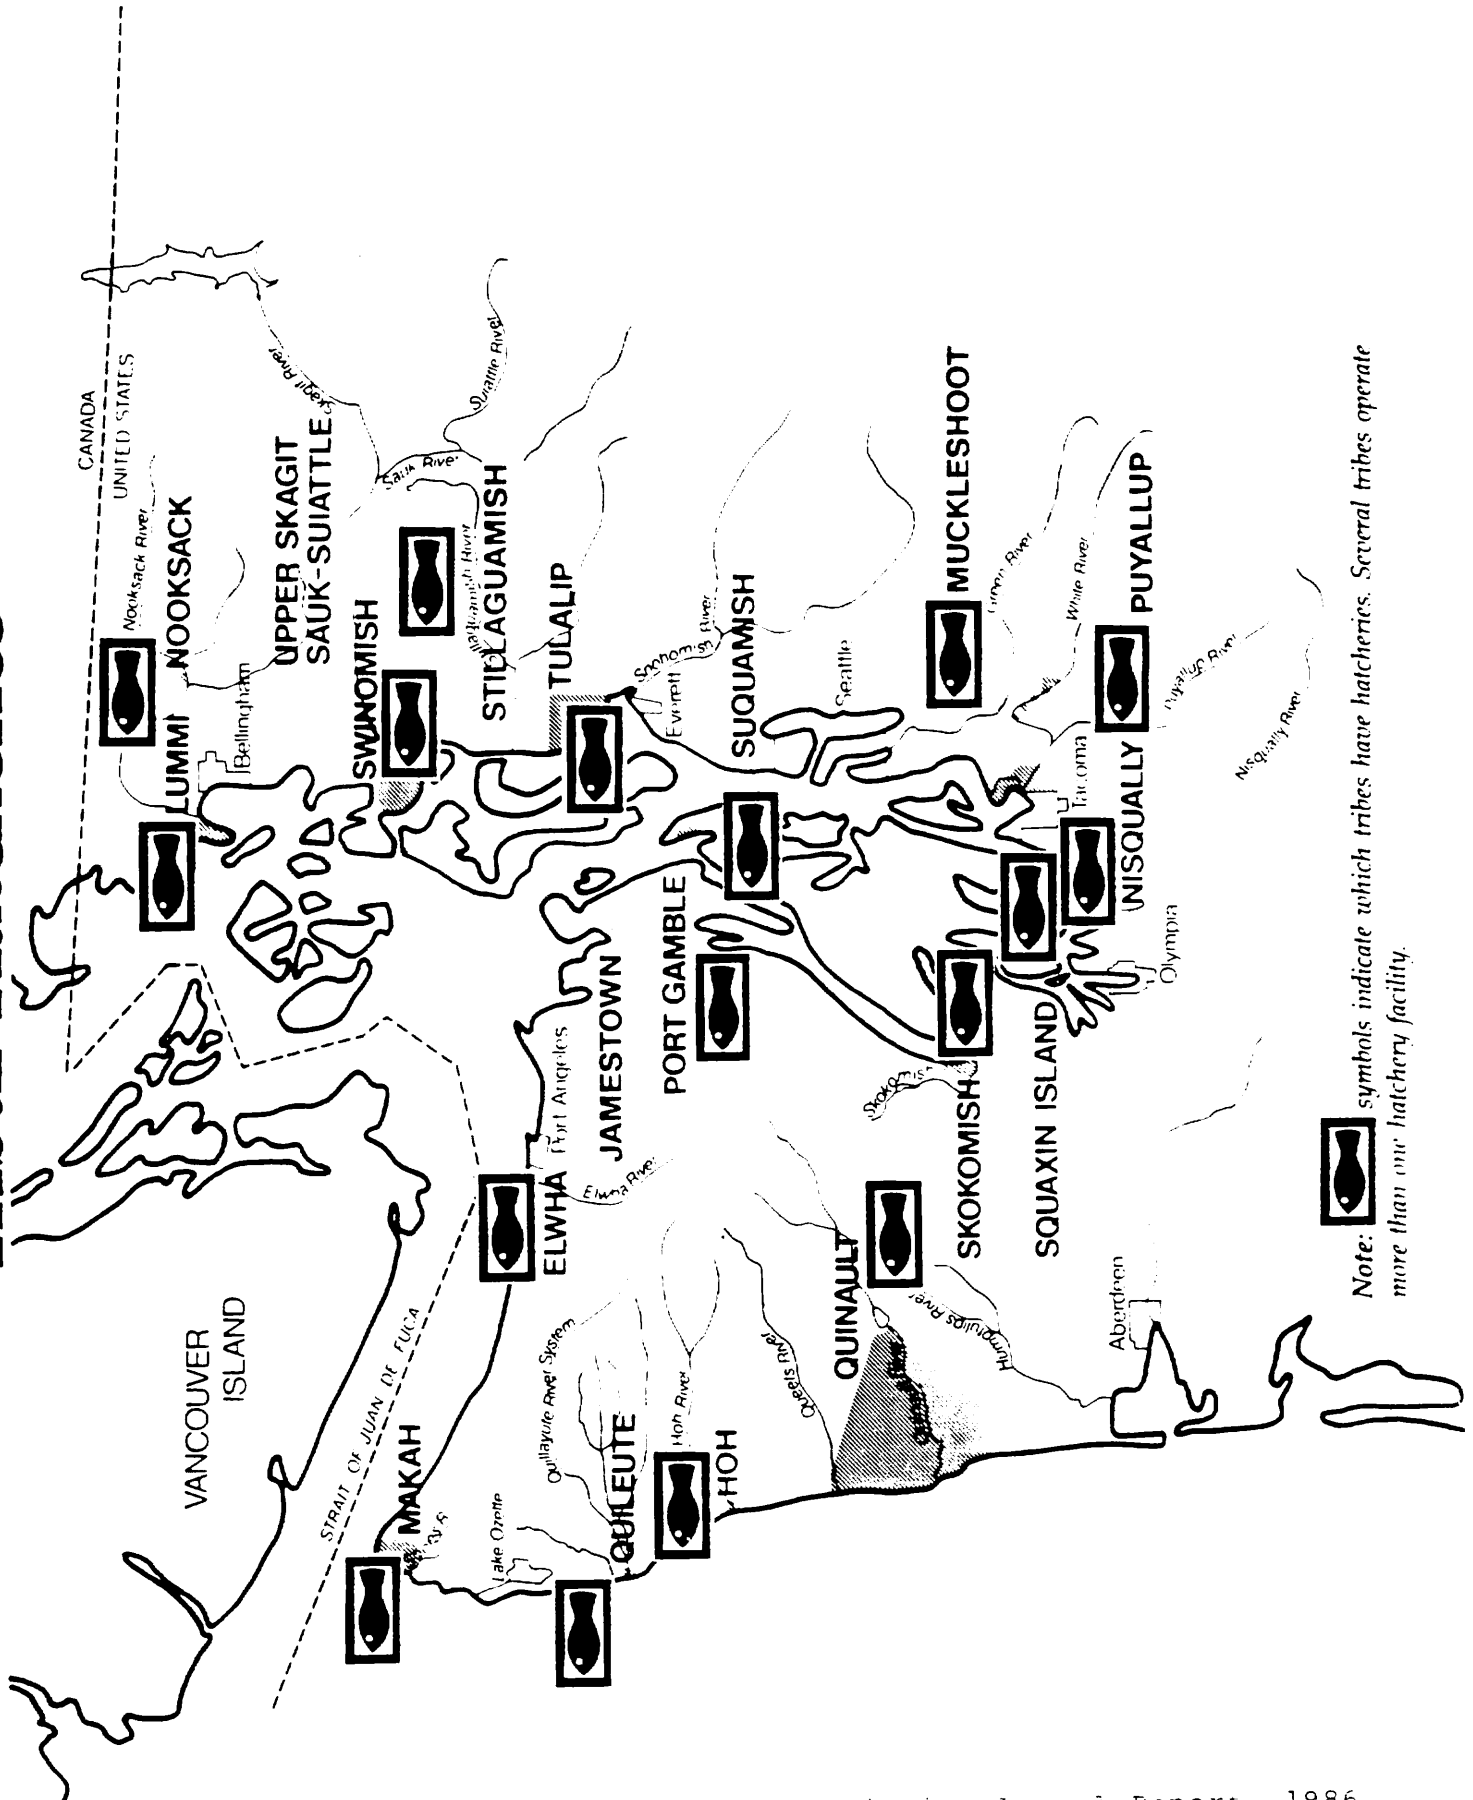 CANADA
UNITED STATES
VANCOUVER
ISLAND
STRAIT OF JUAN DE FUCA
Nooksack River
LUMMI
NOOKSACK
Bellingham
Skagit River
UPPER SKAGIT
SAUK-SUIATTLE
Suiattle River
Sauk River
SWINOMISH
STILLAGUAMISH
TULALIP
Snohomish River
Everett
MAKAH
Lake Ozette
ELWHA
Port Angeles
Elwha River
JAMESTOWN
Quillayute River System
QUILEUTE
Hoh River
HOH
PORT GAMBLE
SUQUAMISH
Seattle
Queets River
QUINAULT
Humptulips River
SKOKOMISH
SQUAXIN ISLAND
MUCKLESHOOT
Green River
White River
PUYALLUP
Puyallup River
Tacoma
NISQUALLY
Nisqually River
Olympia
Aberdeen
Note: symbols indicate which tribes have hatcheries. Several tribes operate
more than one hatchery facility.
Report, 1986